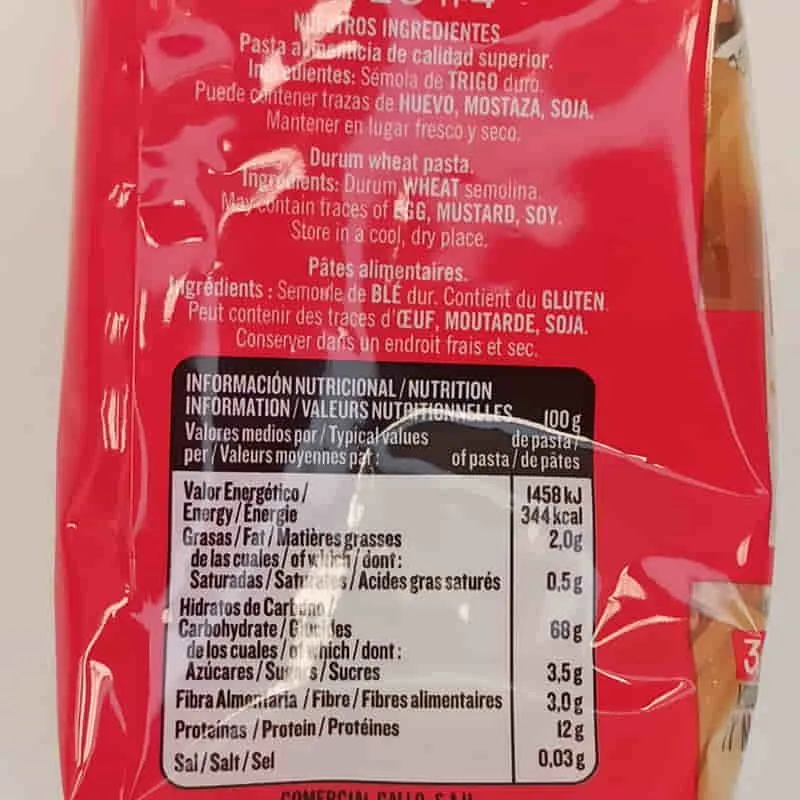 NUESTROS INGREDIENTES
Pasta alimenticia de calidad superior.
Ingredientes: Sémola de TRIGO duro.
Puede contener trazas de HUEVO, MOSTAZA, SOJA.
Mantener en lugar fresco y seco.
Durum wheat pasta.
Ingredients: Durum WHEAT semolina.
May contain traces of EGG, MUSTARD, SOY.
Store in a cool, dry place.
Pâtes alimentaires.
Ingrédients : Semoule de BLÉ dur. Contient du GLUTEN.
Peut contenir des traces d'ŒUF, MOUTARDE, SOJA.
Conserver dans un endroit frais et sec.
INFORMACIÓN NUTRICIONAL / NUTRITION
INFORMATION / VALEURS NUTRITIONNELLES 100 g
Valores medios por / Typical values de pasta /
per / Valeurs moyennes par : of pasta / de pâtes
Valor Energético / 1458 kJ
Energy / Énergie 344 kcal
Grasas / Fat / Matières grasses 2,0g
de las cuales / of which / dont :
Saturadas / Saturates / Acides gras saturés 0,5 g
Hidratos de Carbono /
Carbohydrate / Glucides 68 g
de los cuales / of which / dont :
Azúcares / Sugars / Sucres 3,5 g
Fibra Alimentaria / Fibre / Fibres alimentaires 3,0 g
Proteínas / Protein / Protéines 12 g
Sal / Salt / Sel 0,03 g
COMERCIAL GALLO, S.A.U.
3